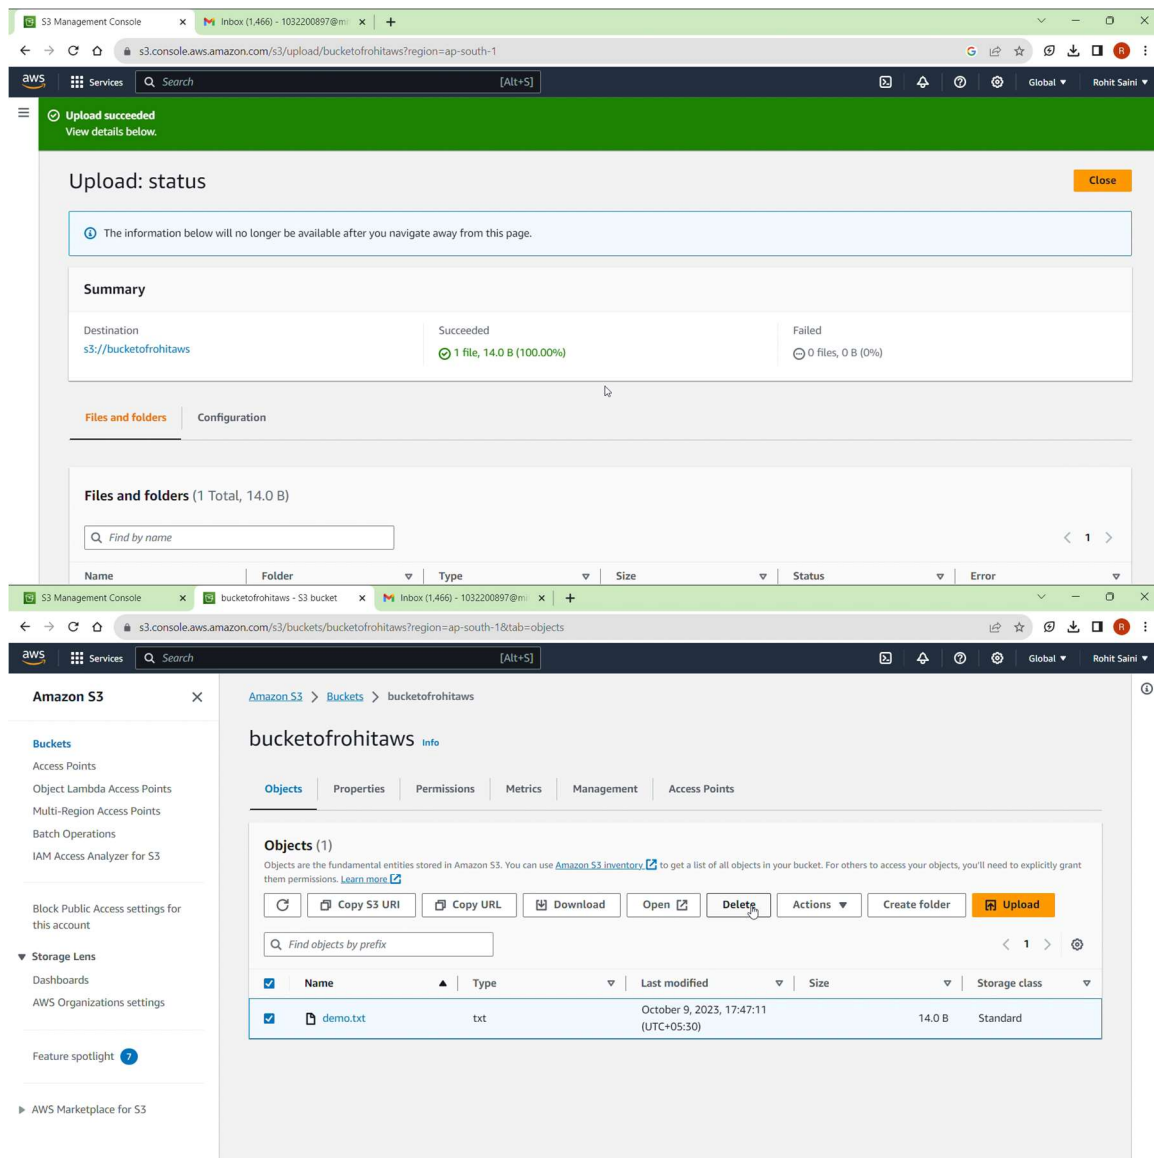 S3 Management Console
Inbox (1,466) - 1032200897@mi
s3.console.aws.amazon.com/s3/upload/bucketofrohitaws?region=ap-south-1
R
aws Services Search [Alt+S] Global Rohit Saini
Upload succeeded
View details below.
Upload: status Close
The information below will no longer be available after you navigate away from this page.
Summary
Destination Succeeded Failed
s3://bucketofrohitaws 1 file, 14.0 B (100.00%) 0 files, 0 B (0%)
Files and folders Configuration
Files and folders (1 Total, 14.0 B)
Find by name 1
Name Folder Type Size Status Error
S3 Management Console
bucketofrohitaws - S3 bucket
Inbox (1,466) - 1032200897@mi
s3.console.aws.amazon.com/s3/buckets/bucketofrohitaws?region=ap-south-1&tab=objects
R
aws Services Search [Alt+S] Global Rohit Saini
Amazon S3
Buckets
Access Points
Object Lambda Access Points
Multi-Region Access Points
Batch Operations
IAM Access Analyzer for S3
Block Public Access settings for
this account
Storage Lens
Dashboards
AWS Organizations settings
Feature spotlight 7
AWS Marketplace for S3
Amazon S3 > Buckets > bucketofrohitaws
bucketofrohitaws Info
Objects Properties Permissions Metrics Management Access Points
Objects (1)
Objects are the fundamental entities stored in Amazon S3. You can use Amazon S3 inventory to get a list of all objects in your bucket. For others to access your objects, you'll need to explicitly grant
them permissions. Learn more
Copy S3 URI Copy URL Download Open Delete Actions Create folder Upload
Find objects by prefix 1
Name Type Last modified Size Storage class
demo.txt txt October 9, 2023, 17:47:11 14.0 B Standard
(UTC+05:30)